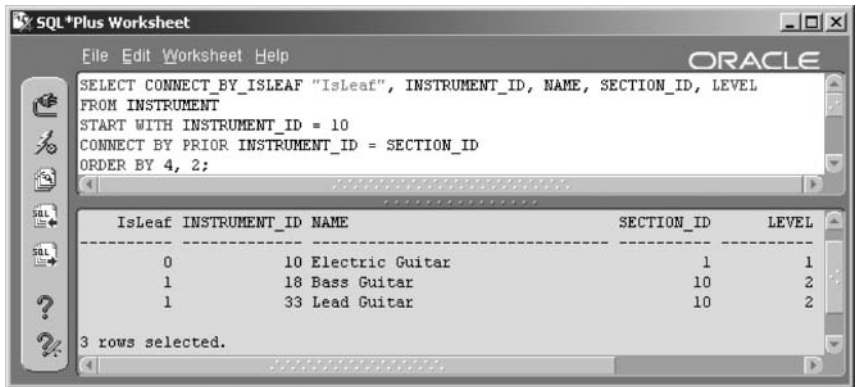 SQL*Plus Worksheet
File Edit Worksheet Help
ORACLE
SELECT CONNECT_BY_ISLEAF "IsLeaf", INSTRUMENT_ID, NAME, SECTION_ID, LEVEL
FROM INSTRUMENT
START WITH INSTRUMENT_ID = 10
CONNECT BY PRIOR INSTRUMENT_ID = SECTION_ID
ORDER BY 4, 2;
IsLeaf INSTRUMENT_ID NAME SECTION_ID LEVEL
---------- ------------- -------------------------------- ---------- ----------
0 10 Electric Guitar 1 1
1 18 Bass Guitar 10 2
1 33 Lead Guitar 10 2
3 rows selected.
SQL
SQL